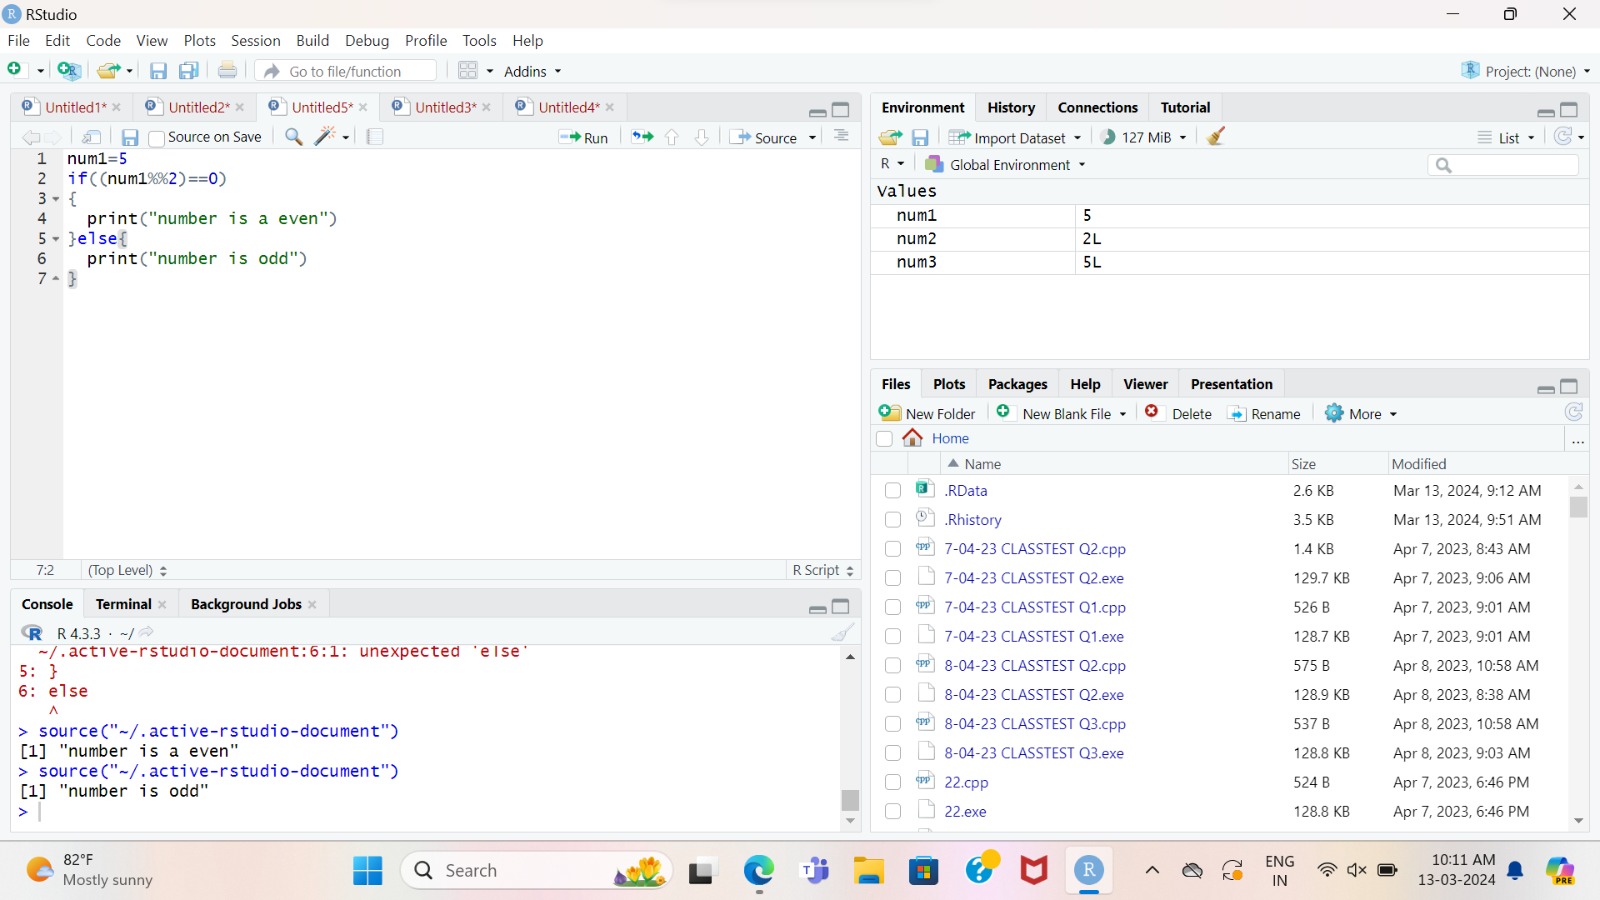 RStudio
File Edit Code View Plots Session Build Debug Profile Tools Help
Go to file/function Addins Project: (None)
Untitled1* Untitled2* Untitled5* Untitled3* Untitled4*
Source on Save Run Source
1 num1=5
2 if((num1%%2)==0)
3 {
4 print("number is a even")
5 }else{
6 print("number is odd")
7 }
7:2 (Top Level) R Script
Console Terminal Background Jobs
R 4.3.3 · ~/
~/.active-rstudio-document:6:1: unexpected 'else'
5: }
6: else
^
> source("~/.active-rstudio-document")
[1] "number is a even"
> source("~/.active-rstudio-document")
[1] "number is odd"
>
Environment History Connections Tutorial
Import Dataset 127 MiB List
R Global Environment
Values
num1 5
num2 2L
num3 5L
Files Plots Packages Help Viewer Presentation
New Folder New Blank File Delete Rename More
Home ...
Name Size Modified
.RData 2.6 KB Mar 13, 2024, 9:12 AM
.Rhistory 3.5 KB Mar 13, 2024, 9:51 AM
7-04-23 CLASSTEST Q2.cpp 1.4 KB Apr 7, 2023, 8:43 AM
7-04-23 CLASSTEST Q2.exe 129.7 KB Apr 7, 2023, 9:06 AM
7-04-23 CLASSTEST Q1.cpp 526 B Apr 7, 2023, 9:01 AM
7-04-23 CLASSTEST Q1.exe 128.7 KB Apr 7, 2023, 9:01 AM
8-04-23 CLASSTEST Q2.cpp 575 B Apr 8, 2023, 10:58 AM
8-04-23 CLASSTEST Q2.exe 128.9 KB Apr 8, 2023, 8:38 AM
8-04-23 CLASSTEST Q3.cpp 537 B Apr 8, 2023, 10:58 AM
8-04-23 CLASSTEST Q3.exe 128.8 KB Apr 8, 2023, 9:03 AM
22.cpp 524 B Apr 7, 2023, 6:46 PM
22.exe 128.8 KB Apr 7, 2023, 6:46 PM
82°F
Mostly sunny
Search
ENG
IN
10:11 AM
13-03-2024
PRE